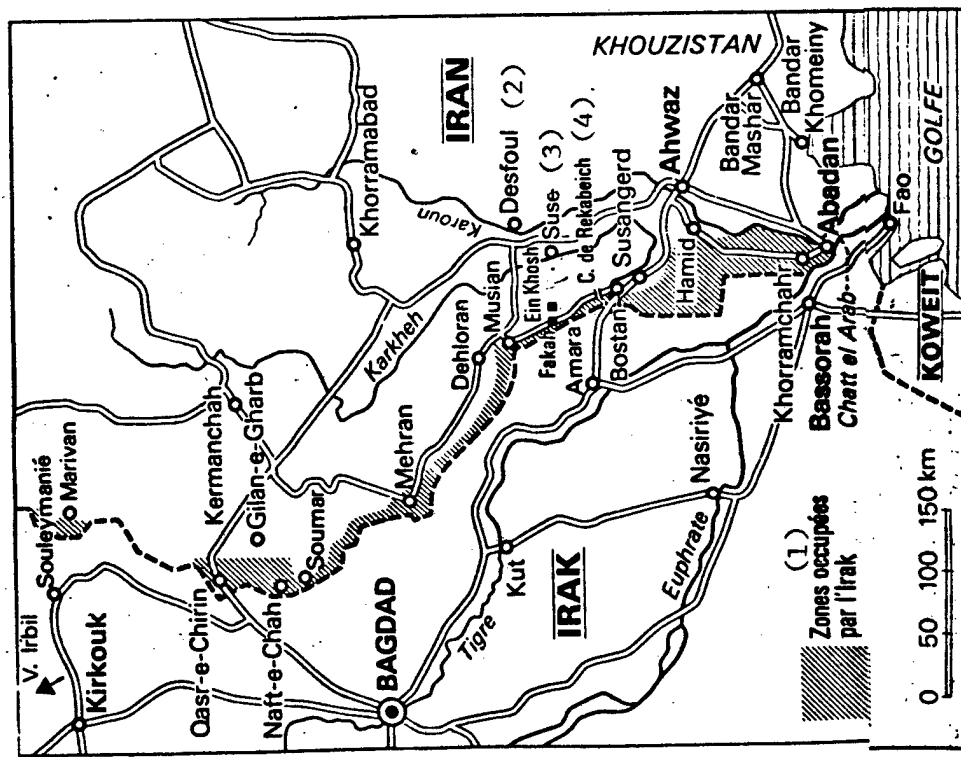 V. Irbil
Kirkouk
Souleymanié
Marivan
Qasr-e-Chirin
Naft-e-Chah
Kermanchah
Gilan-e-Gharb
Soumar
BAGDAD
Mehran
Khorramabad
Karkheh
Karoun
IRAN
Dehloran
Musian
Desfoul (2)
Tigre
Kut
IRAK
Ein Khosh
Suse (3)
Fakaih
C. de Rekabeich (4).
Amara
Bostan
Susangerd
KHOUZISTAN
Ahwaz
Hamid
Nasiriyé
Euphrate
Khorramchahr
Bandar
Mashar
Bandar
Khomeiny
Abadan
Bassorah
Chatt el Arab
Fao
KOWEIT
GOLFE
(1)
Zones occupées
par l'Irak
0 50 100 150 km